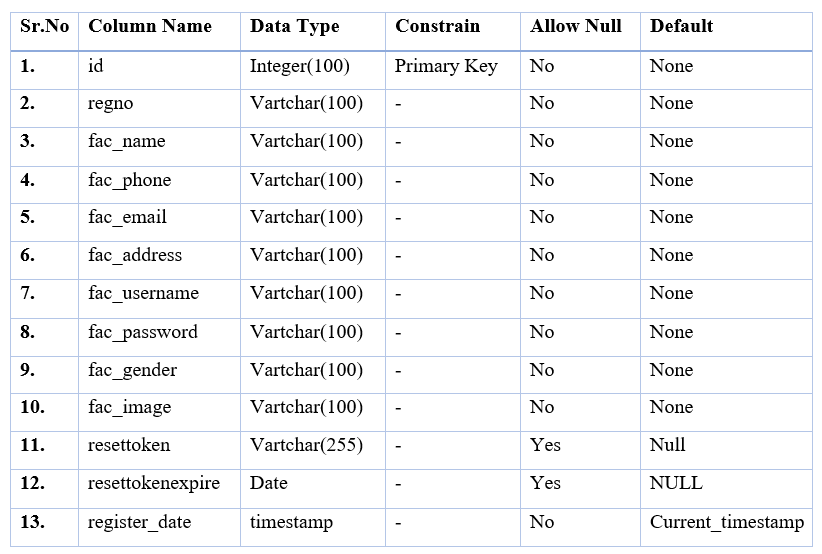 Sr.No Column Name Data Type Constrain Allow Null Default
1. id Integer(100) Primary Key No None
2. regno Vartchar(100) - No None
3. fac_name Vartchar(100) - No None
4. fac_phone Vartchar(100) - No None
5. fac_email Vartchar(100) - No None
6. fac_address Vartchar(100) - No None
7. fac_username Vartchar(100) - No None
8. fac_password Vartchar(100) - No None
9. fac_gender Vartchar(100) - No None
10. fac_image Vartchar(100) - No None
11. resettoken Vartchar(255) - Yes Null
12. resettokenexpire Date - Yes NULL
13. register_date timestamp - No Current_timestamp